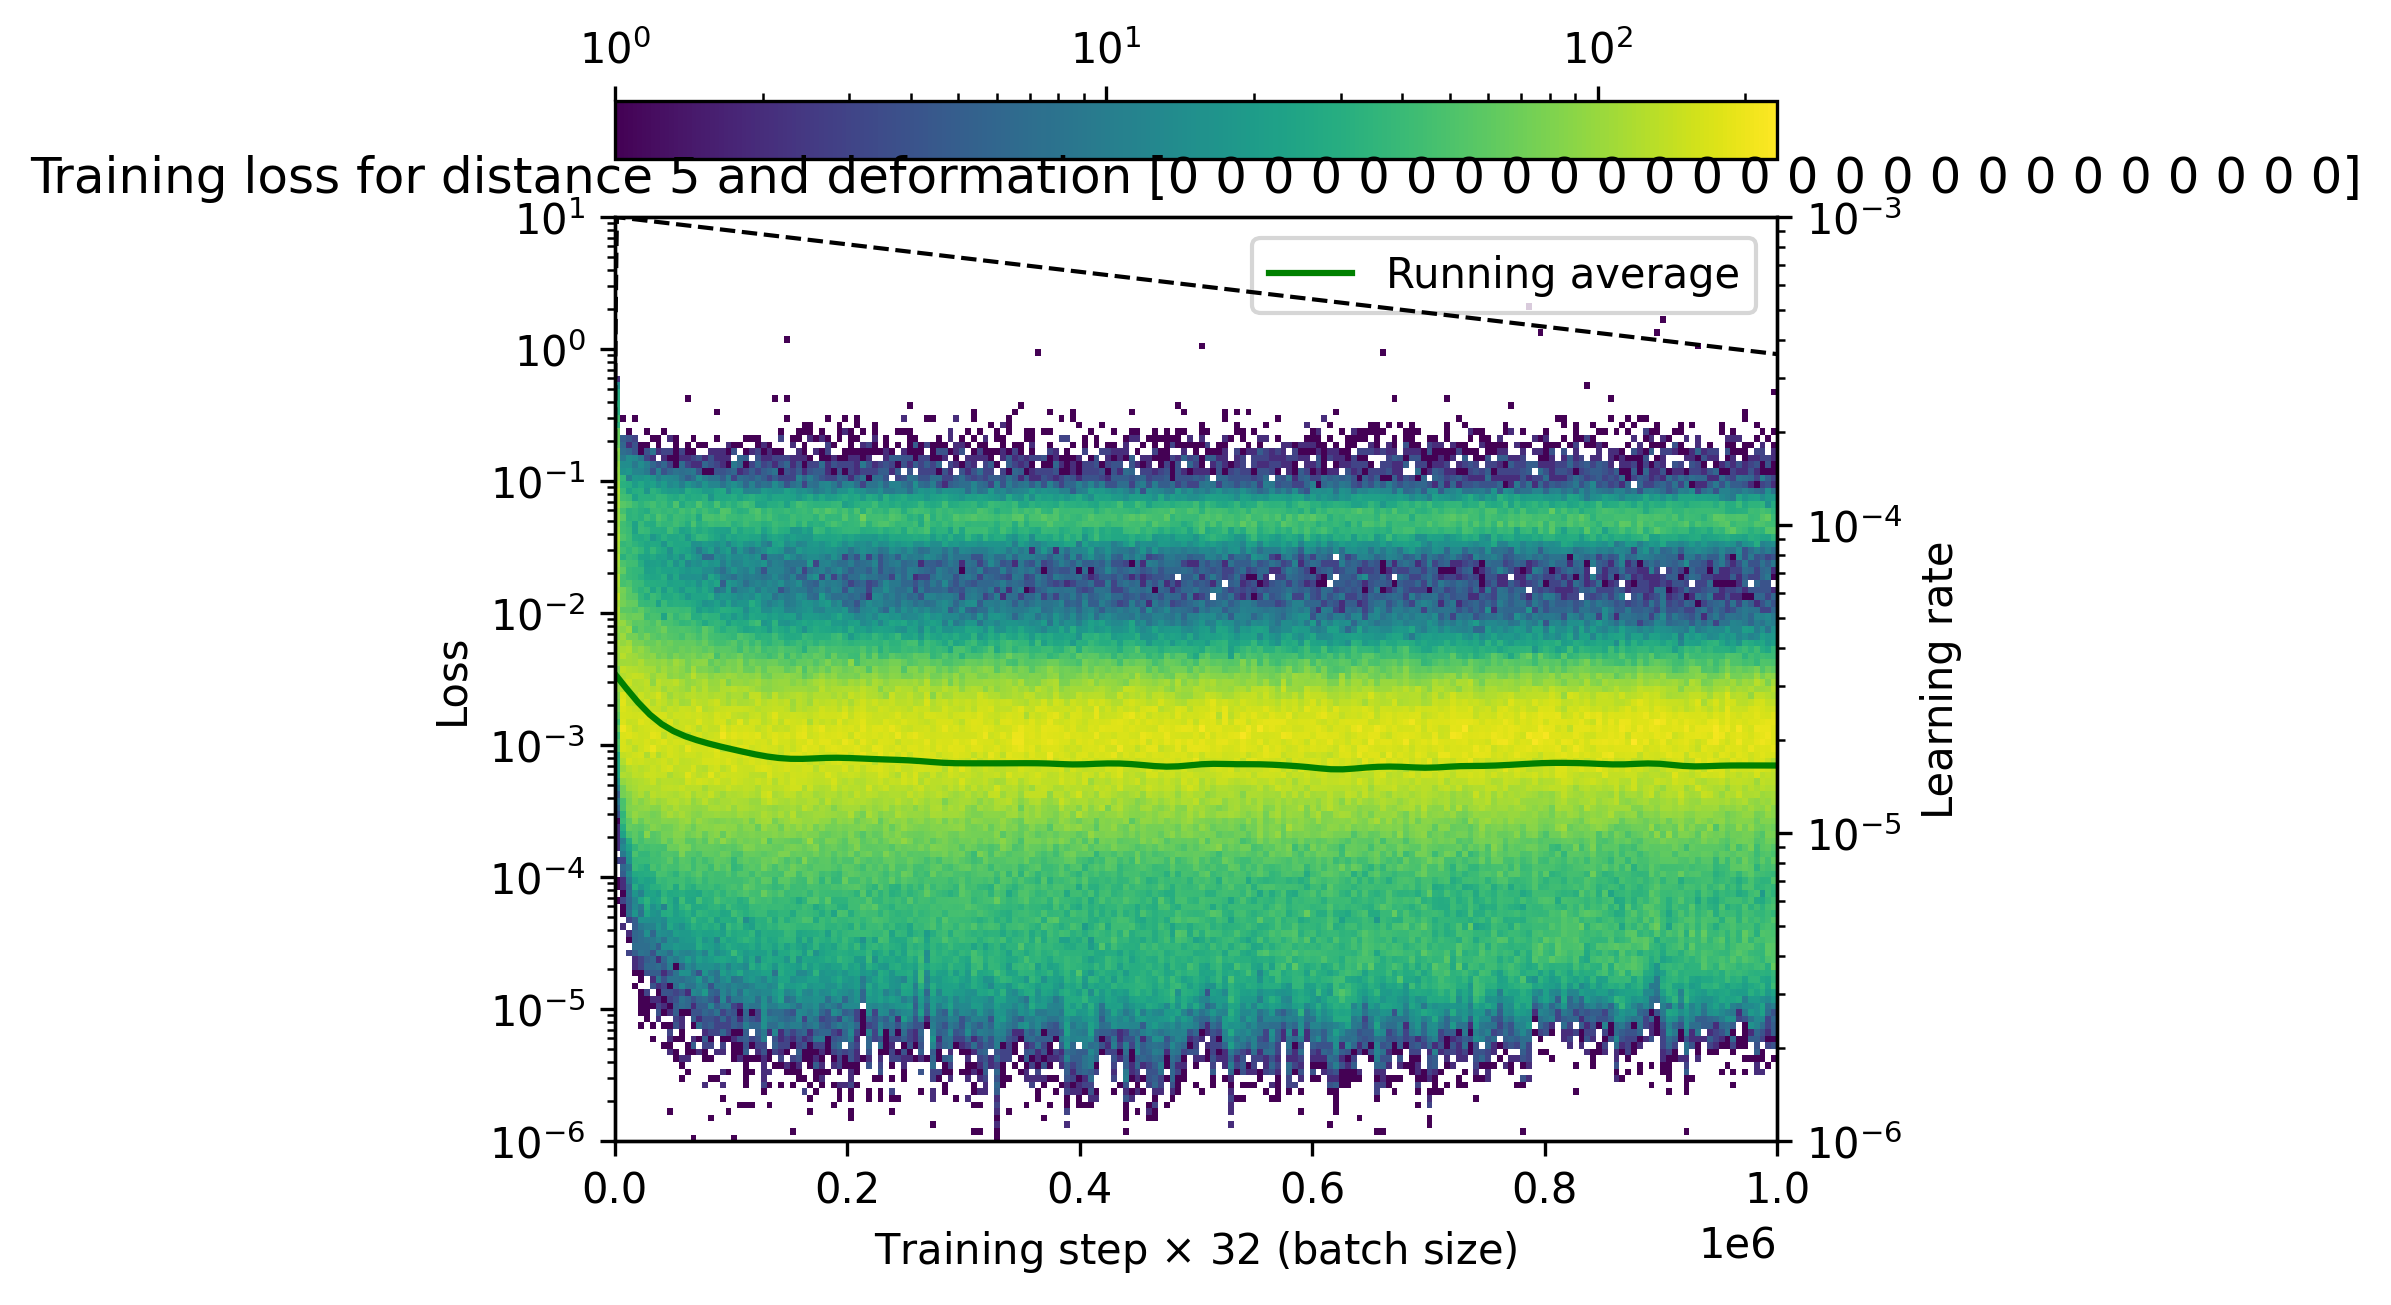 10⁰ 10¹ 10²
Training loss for distance 5 and deformation [0 0 0 0 0 0 0 0 0 0 0 0 0 0 0 0 0 0 0 0 0 0 0 0 0]
Running average
10¹
10⁰
10⁻¹
10⁻²
10⁻³
10⁻⁴
10⁻⁵
10⁻⁶
Loss
10⁻³
10⁻⁴
10⁻⁵
10⁻⁶
Learning rate
0.0 0.2 0.4 0.6 0.8 1.0
1e6
Training step × 32 (batch size)